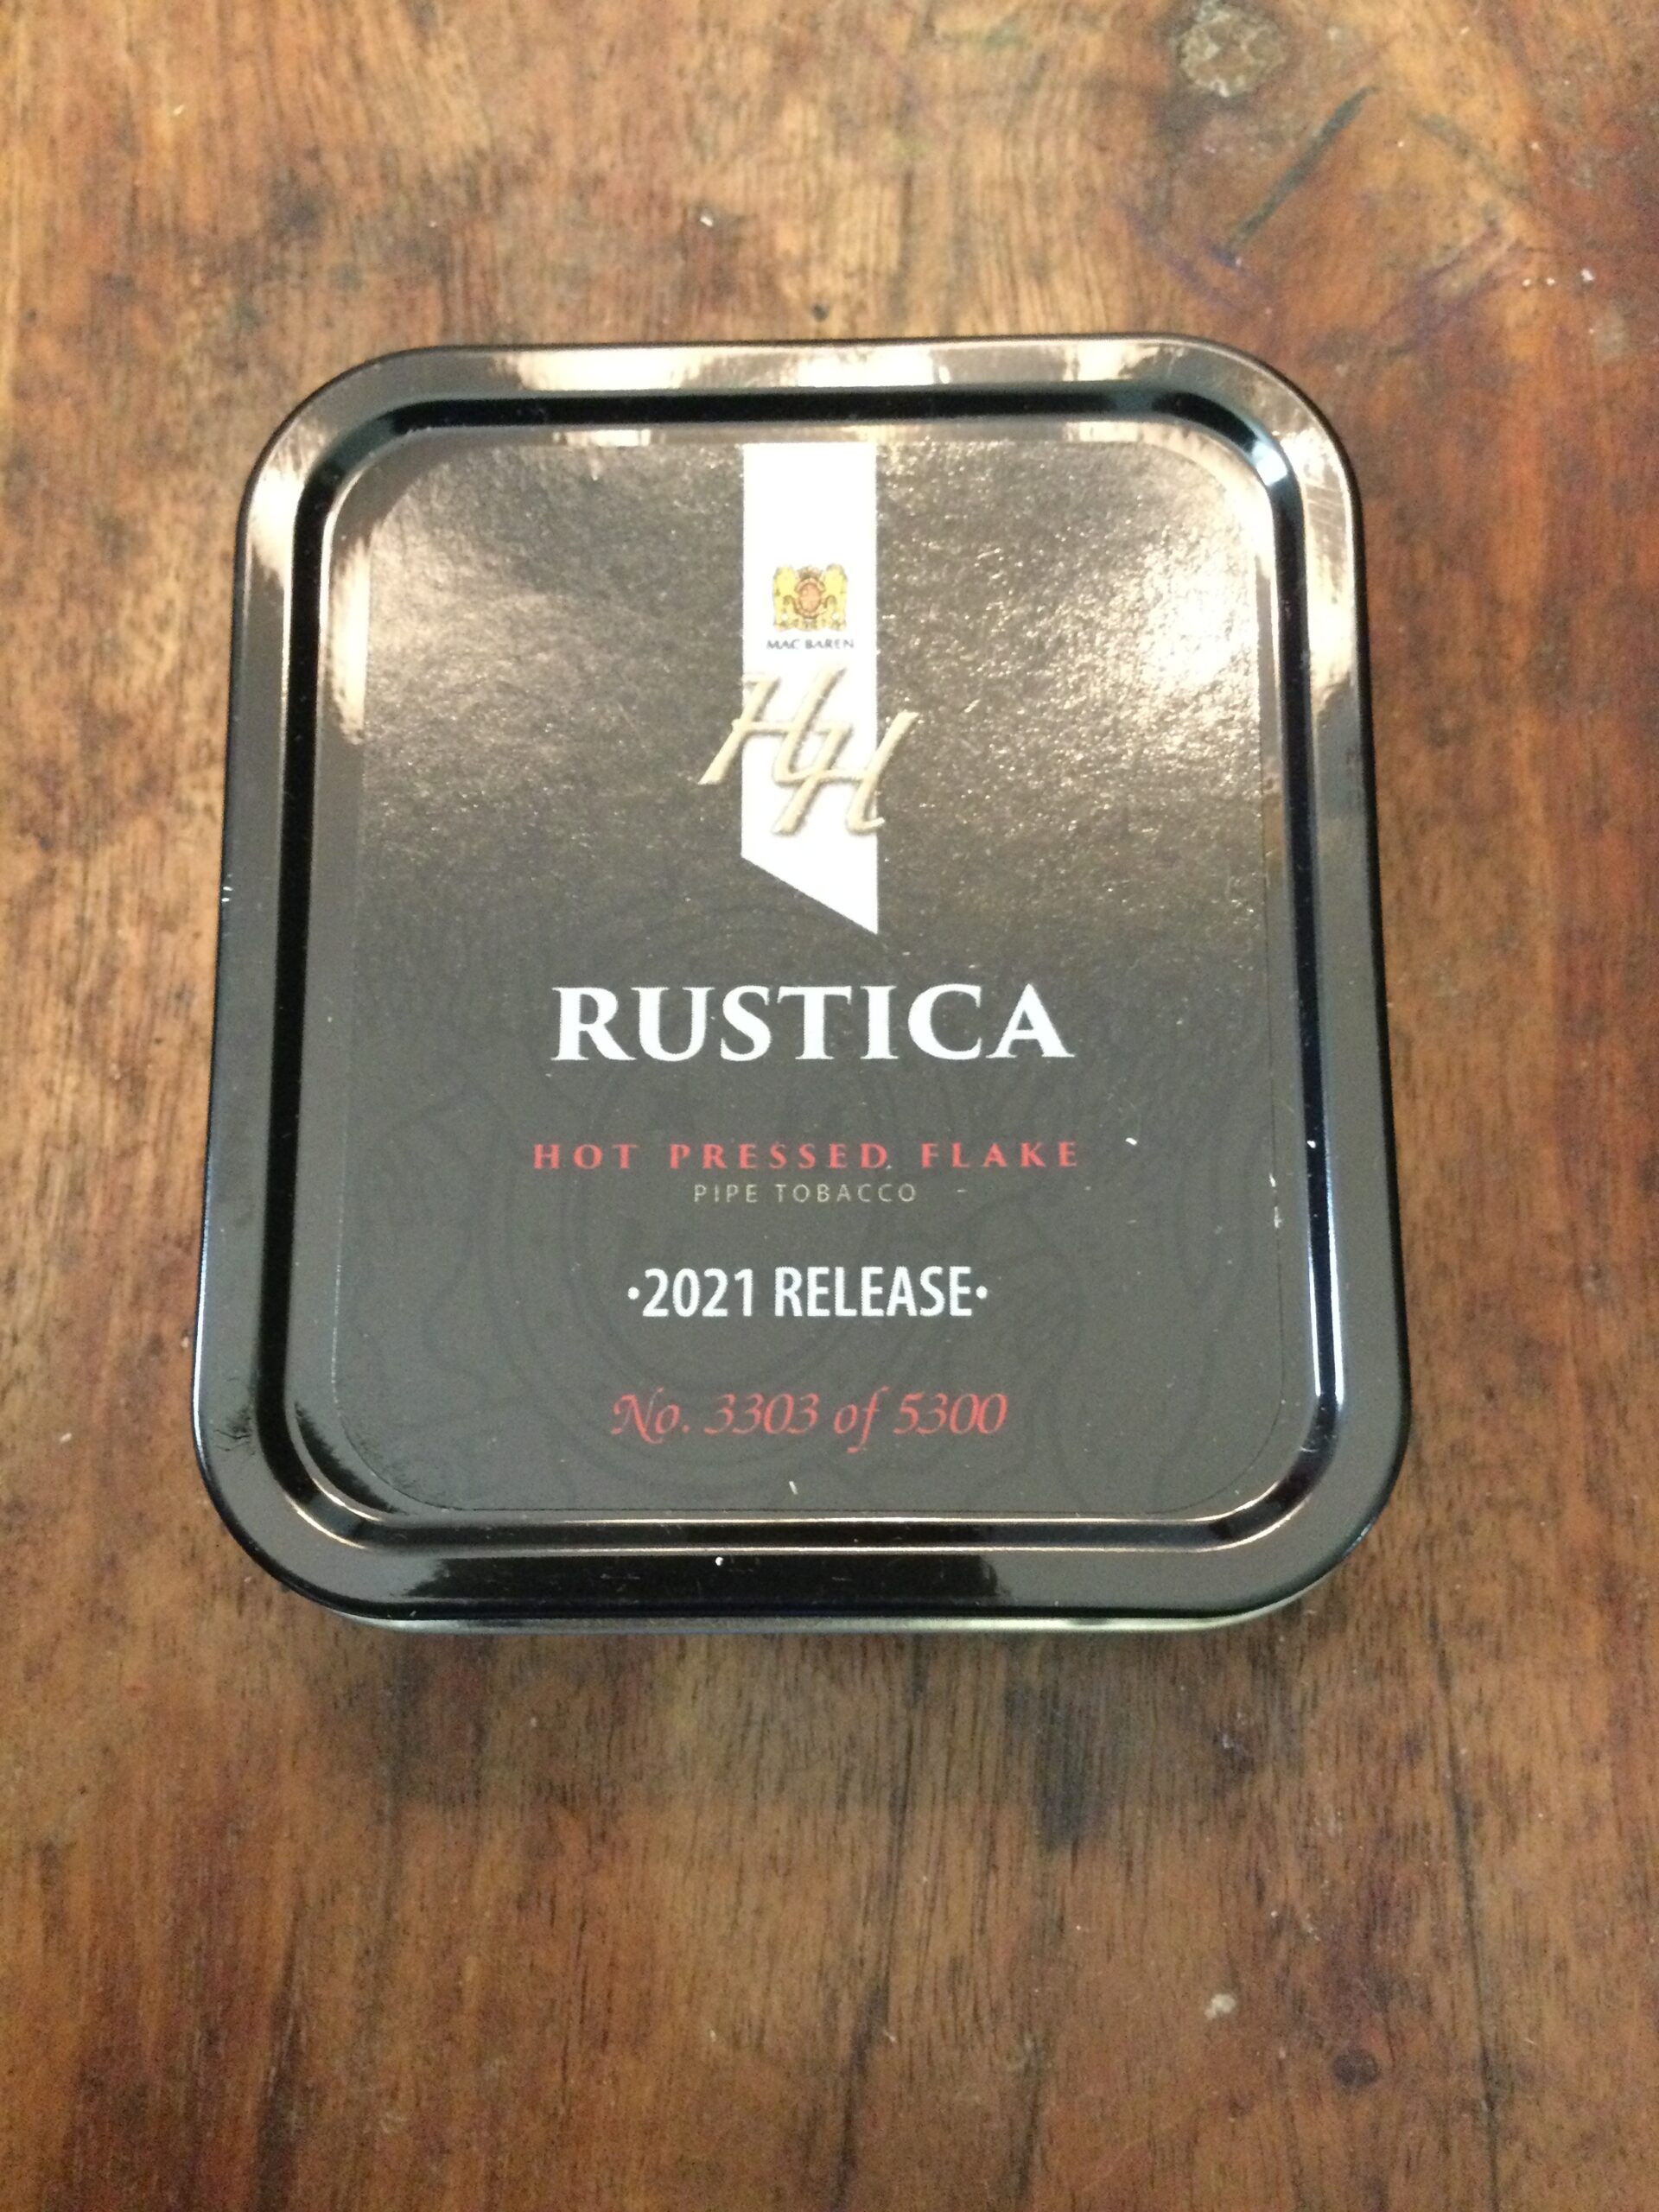 MAC BAREN
HH
RUSTICA
HOT PRESSED FLAKE
PIPE TOBACCO
·2021 RELEASE·
No. 3303 of 5300